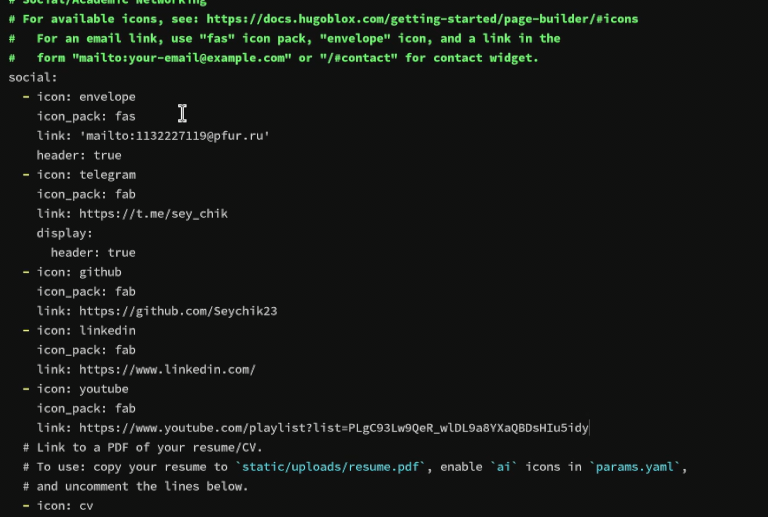 # Social/Academic Networking
# For available icons, see: https://docs.hugoblox.com/getting-started/page-builder/#icons
#   For an email link, use "fas" icon pack, "envelope" icon, and a link in the
#   form "mailto:your-email@example.com" or "/#contact" for contact widget.
social:
  - icon: envelope
    icon_pack: fas
    link: 'mailto:1132227119@pfur.ru'
    header: true
  - icon: telegram
    icon_pack: fab
    link: https://t.me/sey_chik
    display:
      header: true
  - icon: github
    icon_pack: fab
    link: https://github.com/Seychik23
  - icon: linkedin
    icon_pack: fab
    link: https://www.linkedin.com/
  - icon: youtube
    icon_pack: fab
    link: https://www.youtube.com/playlist?list=PLgC93Lw9QeR_wlDL9a8YXaQBDsHIu5idy
  # Link to a PDF of your resume/CV.
  # To use: copy your resume to `static/uploads/resume.pdf`, enable `ai` icons in `params.yaml`,
  # and uncomment the lines below.
  - icon: cv